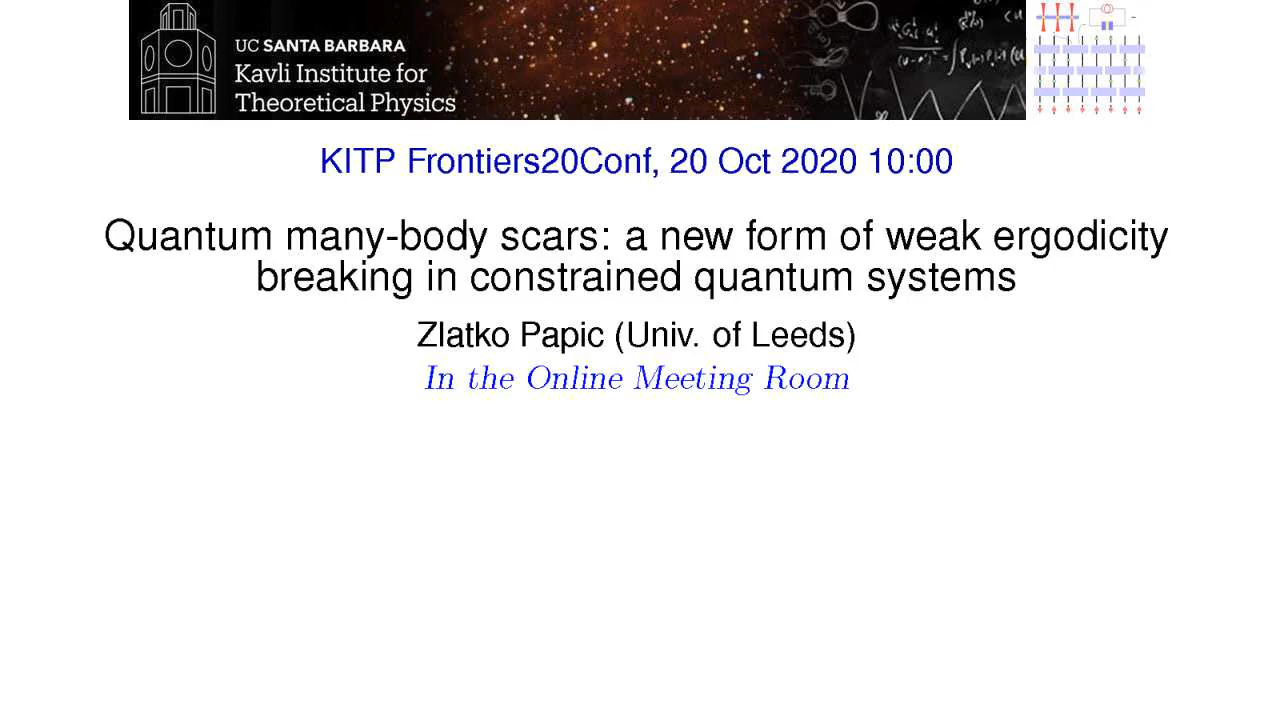 UC SANTA BARBARA
Kavli Institute for
Theoretical Physics
KITP Frontiers20Conf, 20 Oct 2020 10:00
Quantum many-body scars: a new form of weak ergodicity
breaking in constrained quantum systems
Zlatko Papic (Univ. of Leeds)
In the Online Meeting Room